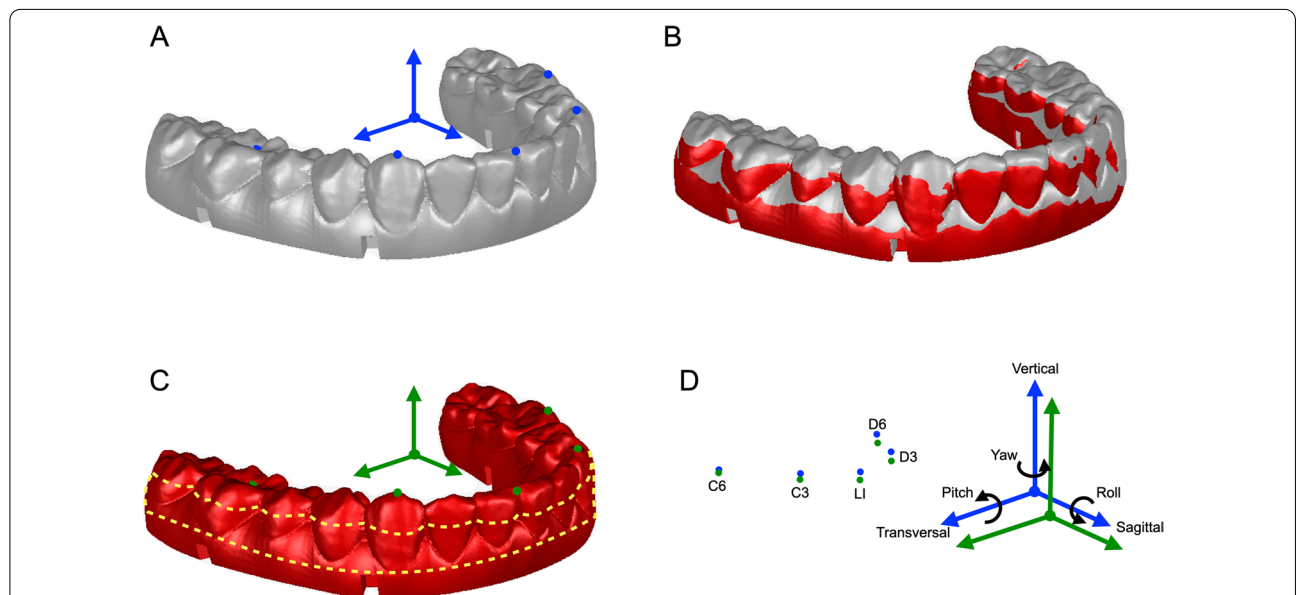 A
B
C
D
Vertical
D6
D3
C6
C3
LI
Yaw
Pitch
Roll
Transversal
Sagittal